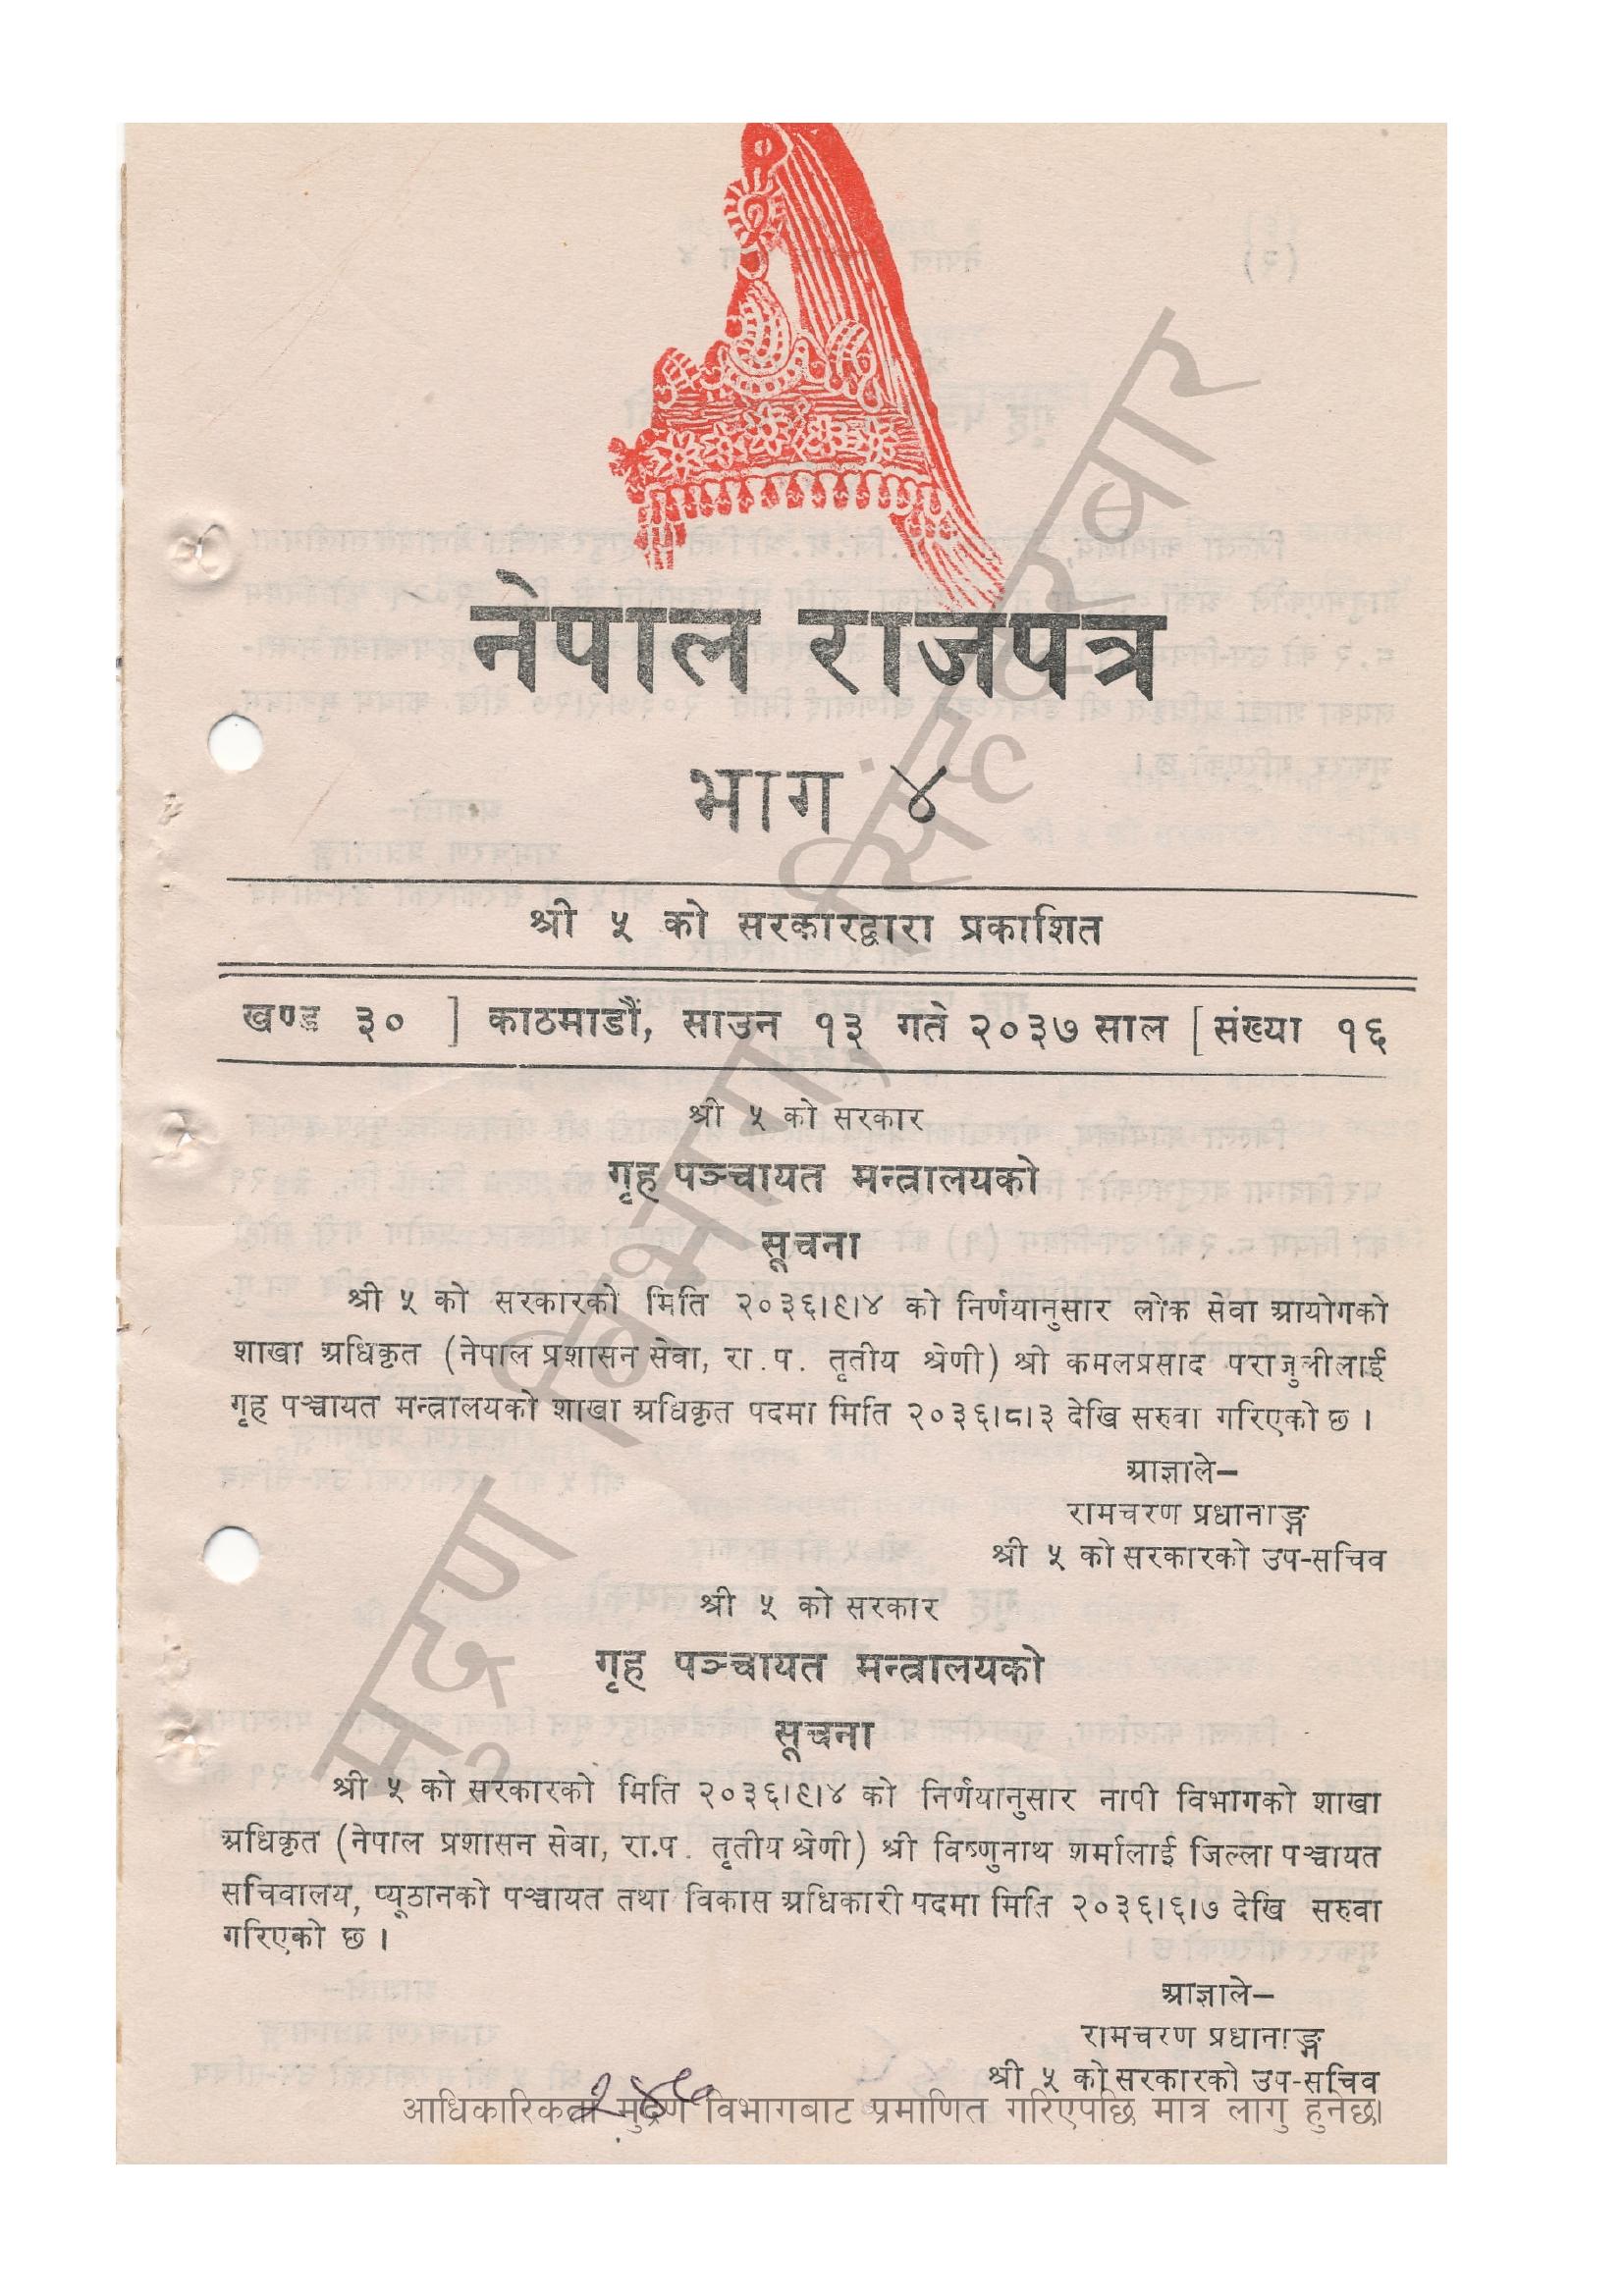 नेपाल राजपत्र
भाग ४
श्री ५ को सरकारद्वारा प्रकाशित
खण्ड ३० ] काठमाडौं, साउन १३ गते २०३७ साल [ संख्या १६
श्री ५ को सरकार
गृह पञ्चायत मन्त्रालयको
सूचना
श्री ५ को सरकारको मिति २०३६।९।४ को निर्णयानुसार लोक सेवा आयोगको
शाखा अधिकृत (नेपाल प्रशासन सेवा, रा.प. तृतीय श्रेणी) श्री कमलप्रसाद पराजुलीलाई
गृह पञ्चायत मन्त्रालयको शाखा अधिकृत पदमा मिति २०३६।८।३ देखि सरुवा गरिएको छ ।
आज्ञाले–
रामचरण प्रधानाङ्ग
श्री ५ को सरकारको उप-सचिव
श्री ५ को सरकार
गृह पञ्चायत मन्त्रालयको
सूचना
श्री ५ को सरकारको मिति २०३६।९।४ को निर्णयानुसार नापी विभागको शाखा
अधिकृत (नेपाल प्रशासन सेवा, रा.प. तृतीय श्रेणी) श्री विष्णुनाथ शर्मालाई जिल्ला पञ्चायत
सचिवालय, प्यूठानको पञ्चायत तथा विकास अधिकारी पदमा मिति २०३६।६।७ देखि सरुवा
गरिएको छ ।
आज्ञाले–
रामचरण प्रधानाङ्ग
श्री ५ को सरकारको उप-सचिव
आधिकारिकता मुद्रण विभागबाट प्रमाणित गरिएपछि मात्र लागु हुनेछ।
मुद्रण विभाग, सिंहदरबार